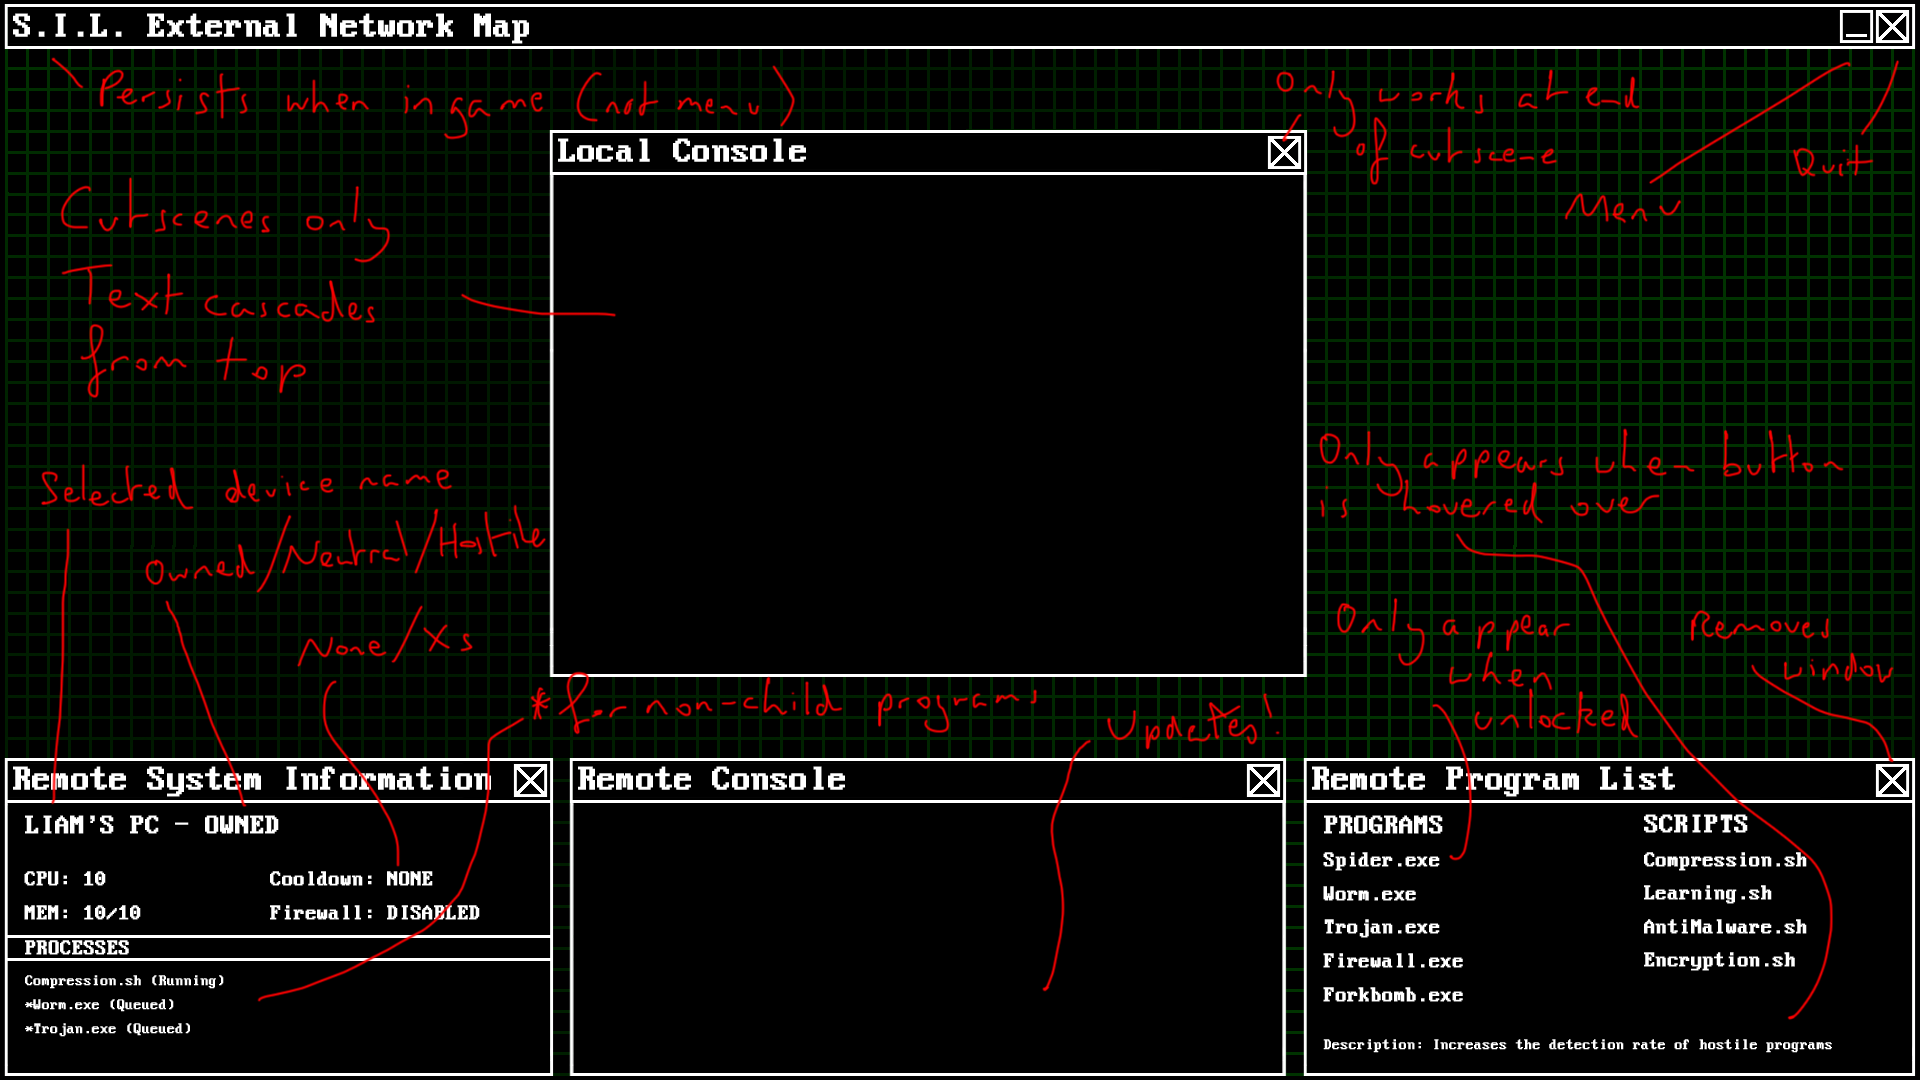 S.I.L. External Network Map
Persists when in game (not menu)
Only works at end
of cutscene
Menu
Quit
Local Console
Cutscenes only
Text cascades
from top
Selected device name
Owned/Neutral/Hostile
None/Xs
*for non-child programs
Updates!
Only appears when button
is hovered over
Only appear
when
unlocked
Removes
window
Remote System Information
LIAM'S PC - OWNED
CPU: 10
Cooldown: NONE
MEM: 10/10
Firewall: DISABLED
PROCESSES
Compression.sh (Running)
*Worm.exe (Queued)
*Trojan.exe (Queued)
Remote Console
Remote Program List
PROGRAMS
Spider.exe
Worm.exe
Trojan.exe
Firewall.exe
Forkbomb.exe
SCRIPTS
Compression.sh
Learning.sh
AntiMalware.sh
Encryption.sh
Description: Increases the detection rate of hostile programs